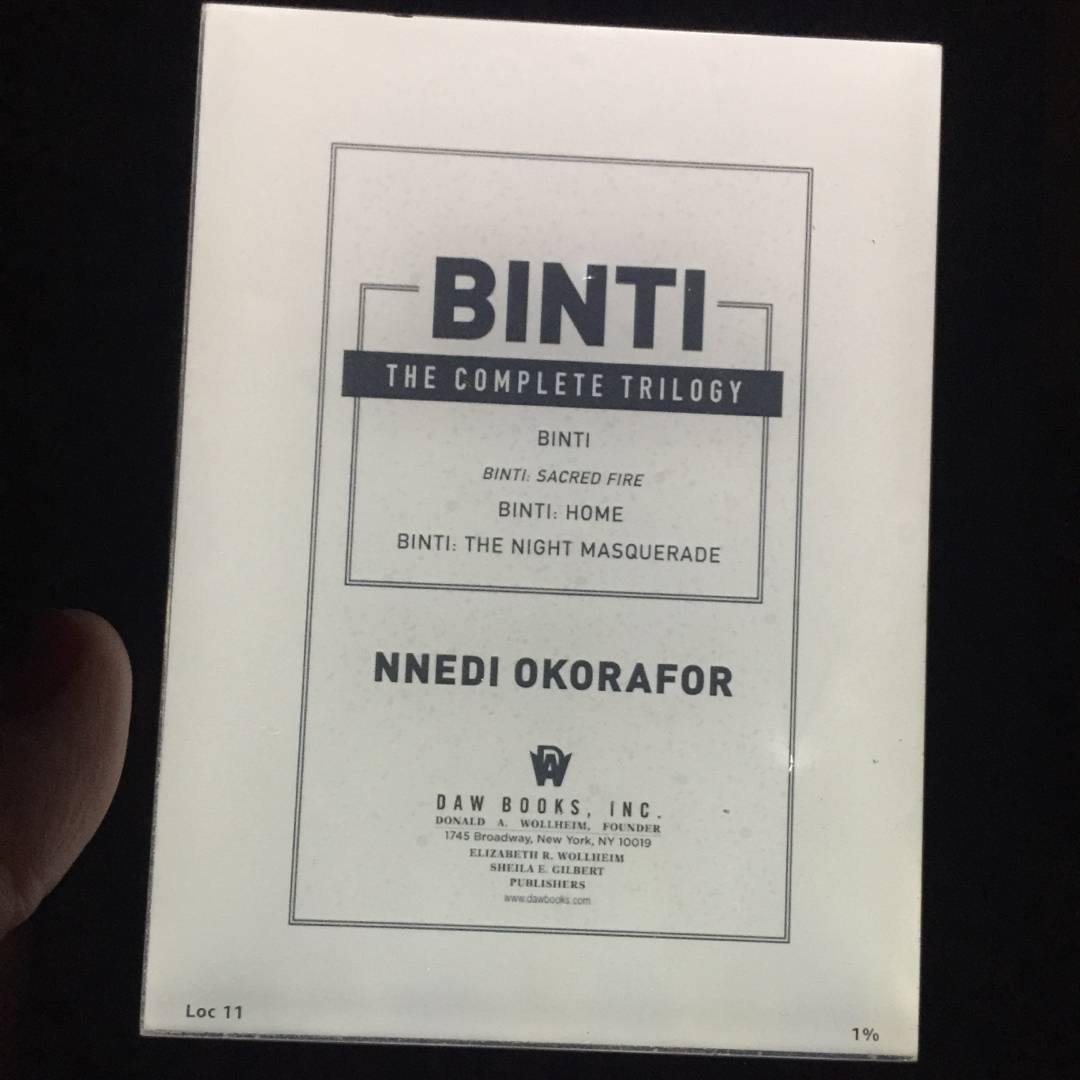 BINTI
THE COMPLETE TRILOGY
BINTI
BINTI: SACRED FIRE
BINTI: HOME
BINTI: THE NIGHT MASQUERADE
NNEDI OKORAFOR
DAW
DAW BOOKS, INC.
DONALD A. WOLLHEIM, FOUNDER
1745 Broadway, New York, NY 10019
ELIZABETH R. WOLLHEIM
SHEILA E. GILBERT
PUBLISHERS
www.dawbooks.com
Loc 11
1%